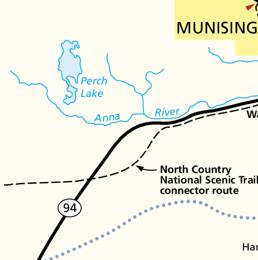 MUNISING
Perch
Lake
Anna River
North Country
National Scenic Trail
connector route
94